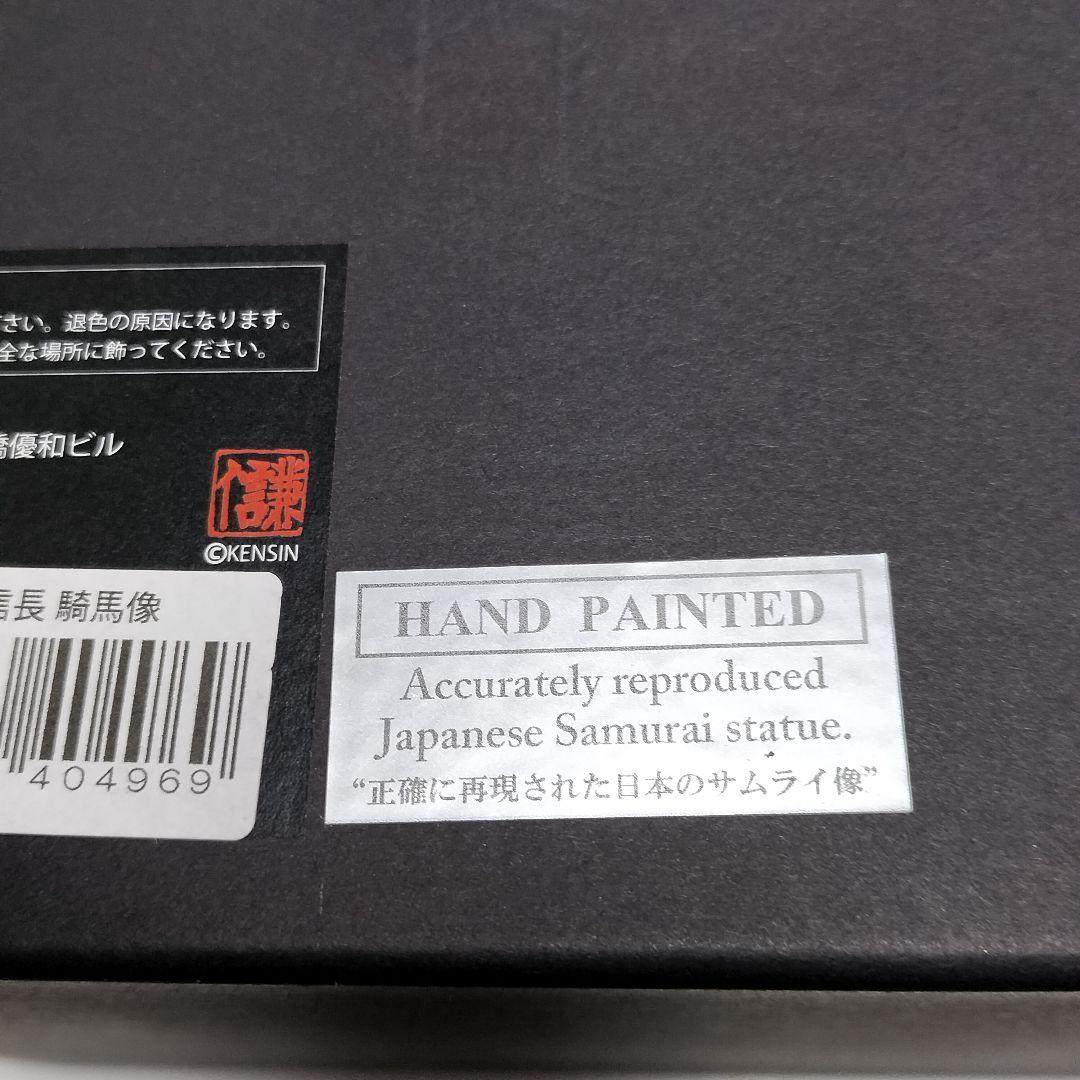 さい。退色の原因になります。
全な場所に飾ってください。
橋優和ビル
謙信
©KENSIN
信長 騎馬像
404969
HAND PAINTED
Accurately reproduced
Japanese Samurai statue.
“正確に再現された日本のサムライ像”